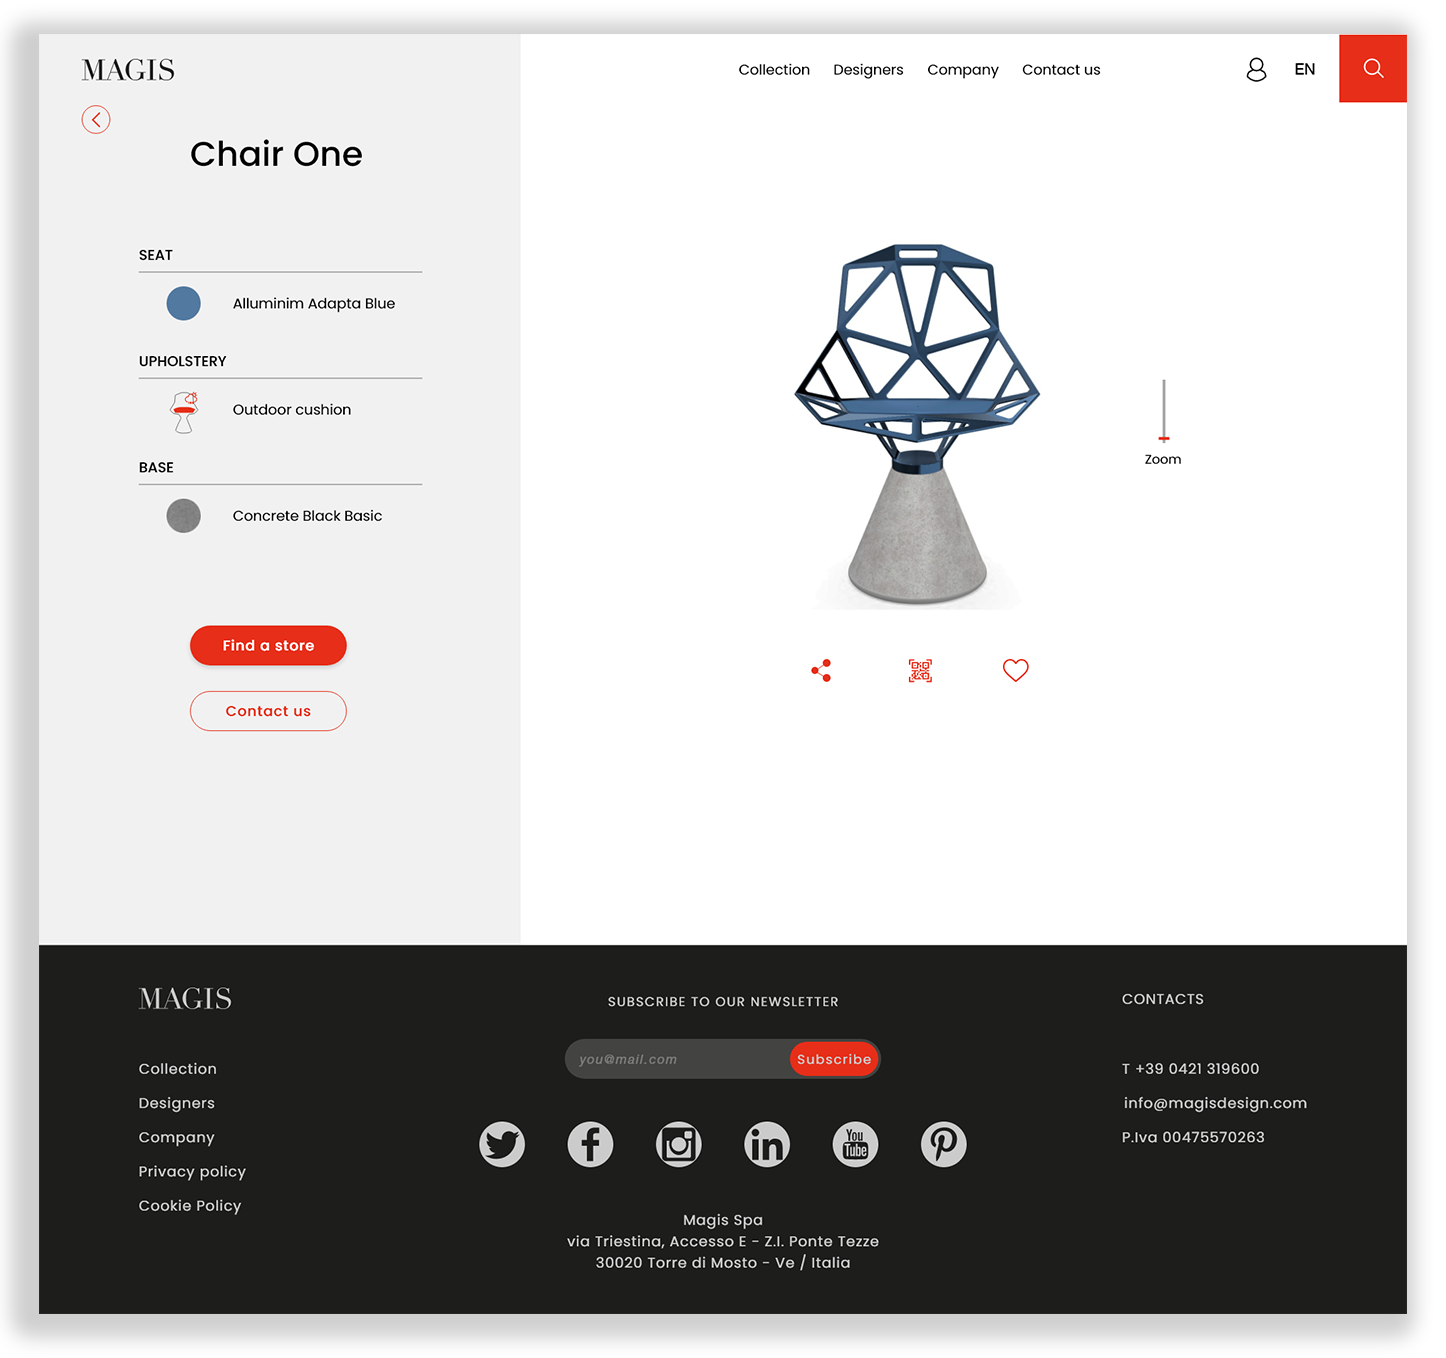 MAGIS
Collection Designers Company Contact us EN
Chair One
SEAT
Alluminim Adapta Blue
UPHOLSTERY
Outdoor cushion
BASE
Concrete Black Basic
Find a store
Contact us
Zoom
MAGIS
Collection
Designers
Company
Privacy policy
Cookie Policy
SUBSCRIBE TO OUR NEWSLETTER
you@mail.com Subscribe
You
Tube
Magis Spa
via Triestina, Accesso E - Z.I. Ponte Tezze
30020 Torre di Mosto - Ve / Italia
CONTACTS
T +39 0421 319600
info@magisdesign.com
P.Iva 00475570263